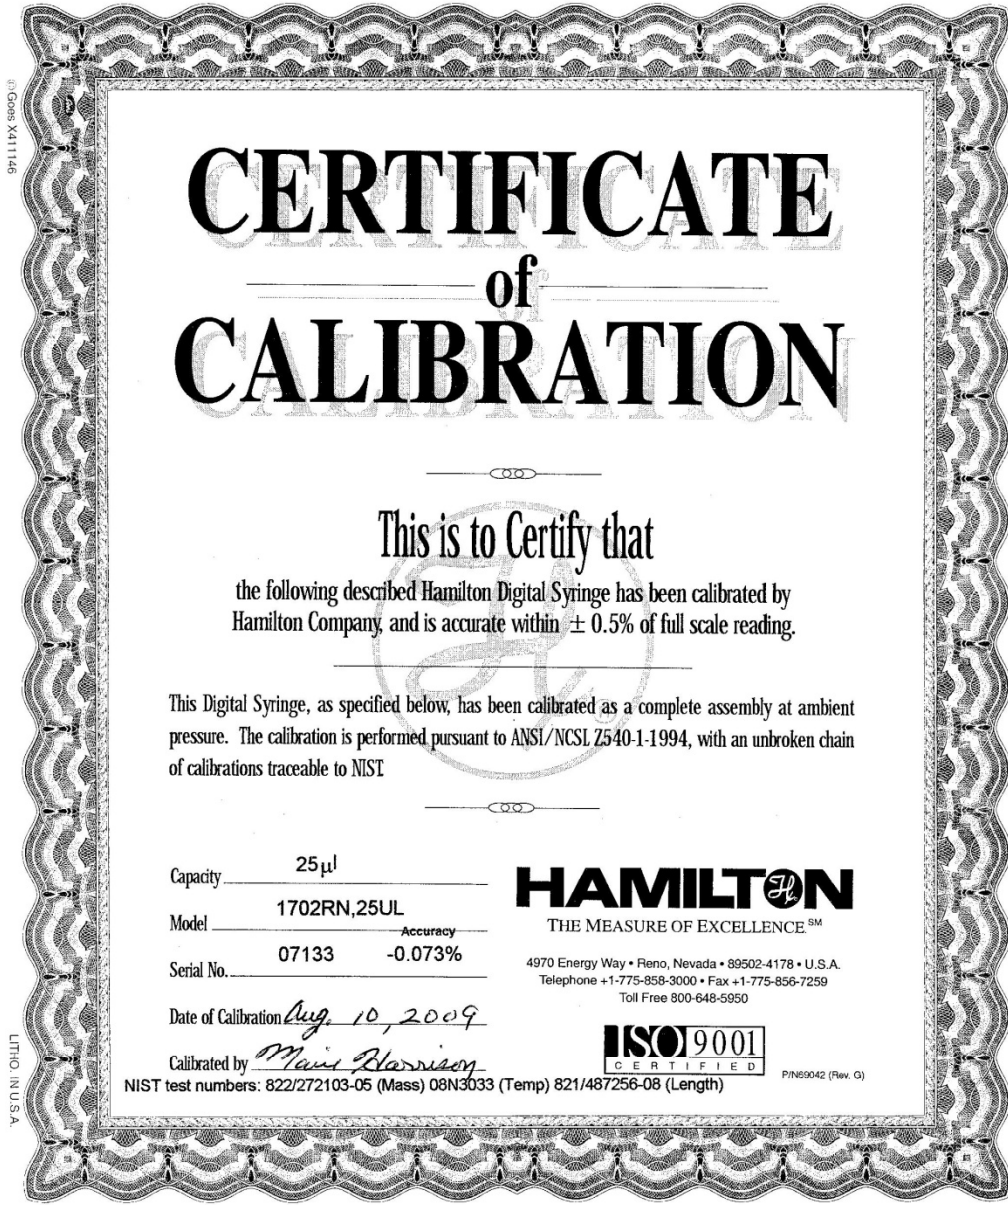 © Goes X411146
CERTIFICATE
of
CALIBRATION
This is to Certify that
the following described Hamilton Digital Syringe has been calibrated by
Hamilton Company, and is accurate within ± 0.5% of full scale reading.
This Digital Syringe, as specified below, has been calibrated as a complete assembly at ambient
pressure. The calibration is performed pursuant to ANSI/NCSL Z540-1-1994, with an unbroken chain
of calibrations traceable to NIST.
Capacity 25µl
Model 1702RN,25UL
Accuracy
Serial No. 07133 -0.073%
Date of Calibration Aug. 10, 2009
Calibrated by Marie Harrison
HAMILTON
THE MEASURE OF EXCELLENCE.SM
4970 Energy Way • Reno, Nevada • 89502-4178 • U.S.A.
Telephone +1-775-858-3000 • Fax +1-775-856-7259
Toll Free 800-648-5950
ISO 9001
CERTIFIED
P/N69042 (Rev. G)
NIST test numbers: 822/272103-05 (Mass) 08N3033 (Temp) 821/487256-08 (Length)
LITHO. IN U.S.A.